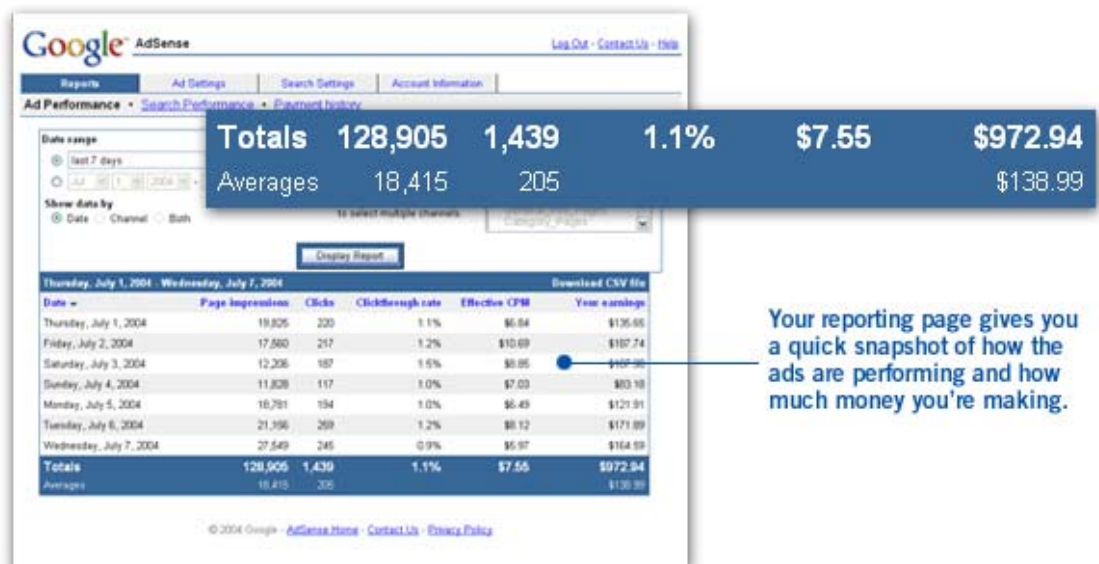 Google AdSense
Log Out - Contact Us - Help
Reports Ad Settings Search Settings Account Information
Ad Performance • Search Performance • Payment history
Totals 128,905 1,439 1.1% $7.55 $972.94
Averages 18,415 205 $138.99
Date range
last 7 days
Jul 1 2004 -
Show data by
Date Channel Both
to select multiple channels.
Category_Pages
Display Report
Thursday, July 1, 2004 - Wednesday, July 7, 2004 Download CSV file
Date Page impressions Clicks Clickthrough rate Effective CPM Your earnings
Thursday, July 1, 2004 19,825 220 1.1% $6.84 $135.65
Friday, July 2, 2004 17,560 217 1.2% $10.69 $187.74
Saturday, July 3, 2004 12,206 187 1.5% $8.85
Sunday, July 4, 2004 11,828 117 1.0% $7.03 $83.18
Monday, July 5, 2004 18,781 194 1.0% $6.49 $121.91
Tuesday, July 6, 2004 21,156 259 1.2% $8.12 $171.89
Wednesday, July 7, 2004 27,549 245 0.9% $5.97 $164.59
Totals 128,905 1,439 1.1% $7.55 $972.94
Averages 18,415 205 $138.99
© 2004 Google - AdSense Home - Contact Us - Privacy Policy
Your reporting page gives you
a quick snapshot of how the
ads are performing and how
much money you're making.